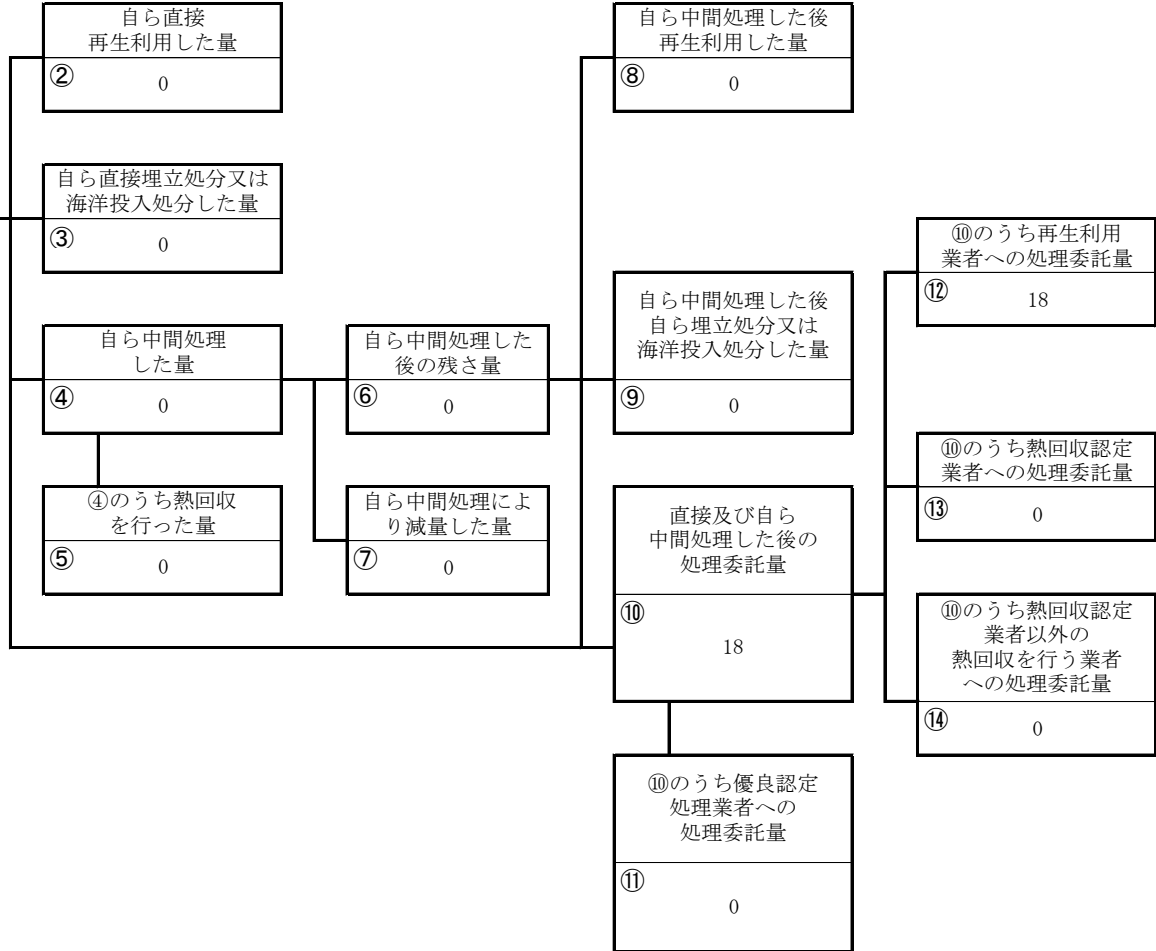 自ら直接
再生利用した量
② 0
自ら直接埋立処分又は
海洋投入処分した量
③ 0
自ら中間処理
した量
④ 0
④のうち熱回収
を行った量
⑤ 0
自ら中間処理した
後の残さ量
⑥ 0
自ら中間処理によ
り減量した量
⑦ 0
自ら中間処理した後
再生利用した量
⑧ 0
自ら中間処理した後
自ら埋立処分又は
海洋投入処分した量
⑨ 0
直接及び自ら
中間処理した後の
処理委託量
⑩ 18
⑩のうち優良認定
処理業者への
処理委託量
⑪ 0
⑩のうち再生利用
業者への処理委託量
⑫ 18
⑩のうち熱回収認定
業者への処理委託量
⑬ 0
⑩のうち熱回収認定
業者以外の
熱回収を行う業者
への処理委託量
⑭ 0